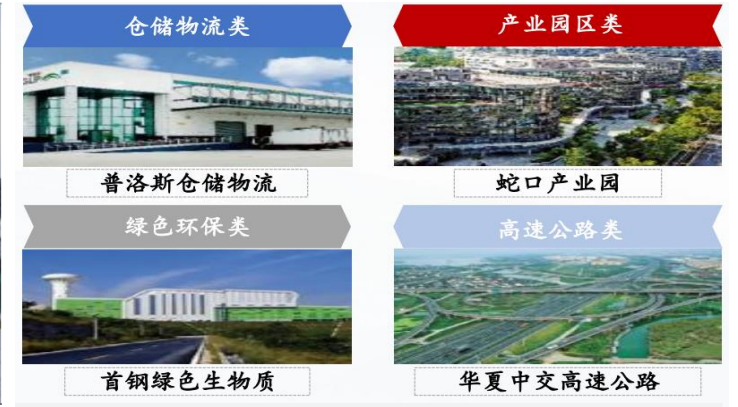 仓储物流类
产业园区类
普洛斯仓储物流
蛇口产业园
绿色环保类
高速公路类
首钢绿色生物质
华夏中交高速公路